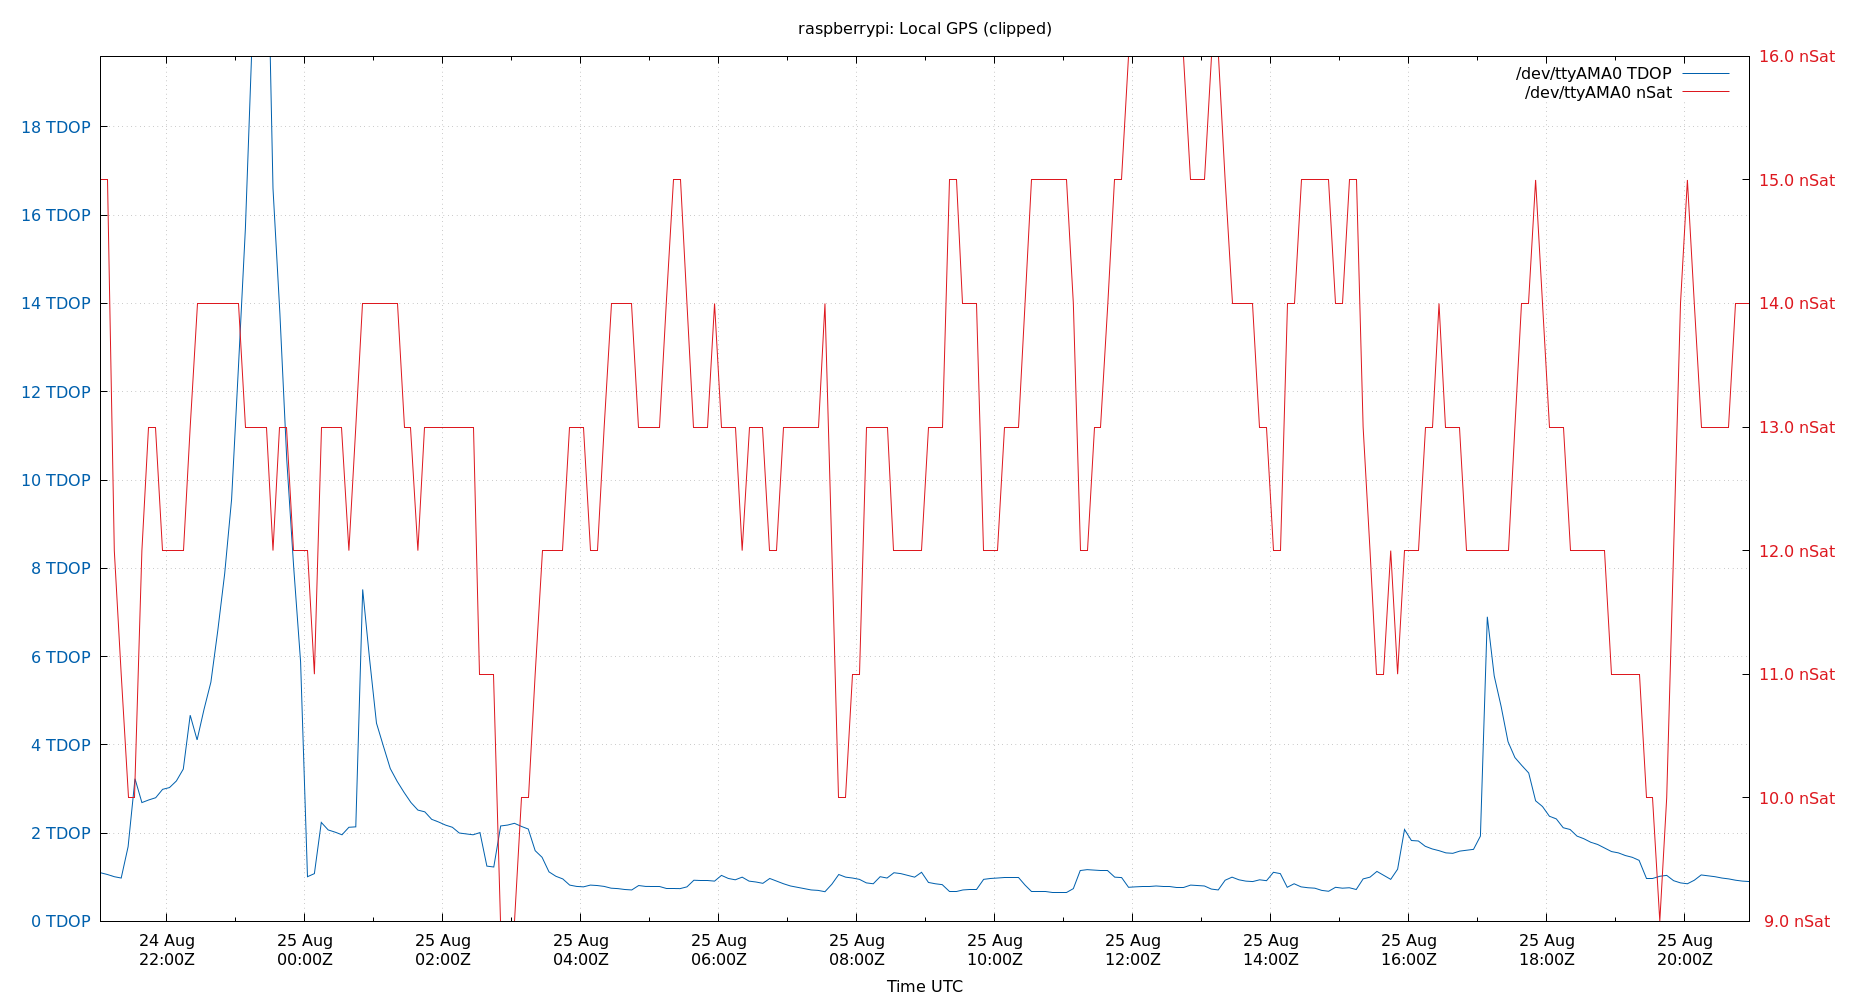 raspberrypi: Local GPS (clipped)
/dev/ttyAMA0 TDOP
/dev/ttyAMA0 nSat
18 TDOP
16 TDOP
14 TDOP
12 TDOP
10 TDOP
8 TDOP
6 TDOP
4 TDOP
2 TDOP
0 TDOP
16.0 nSat
15.0 nSat
14.0 nSat
13.0 nSat
12.0 nSat
11.0 nSat
10.0 nSat
9.0 nSat
24 Aug
22:00Z
25 Aug
00:00Z
25 Aug
02:00Z
25 Aug
04:00Z
25 Aug
06:00Z
25 Aug
08:00Z
25 Aug
10:00Z
25 Aug
12:00Z
25 Aug
14:00Z
25 Aug
16:00Z
25 Aug
18:00Z
25 Aug
20:00Z
Time UTC